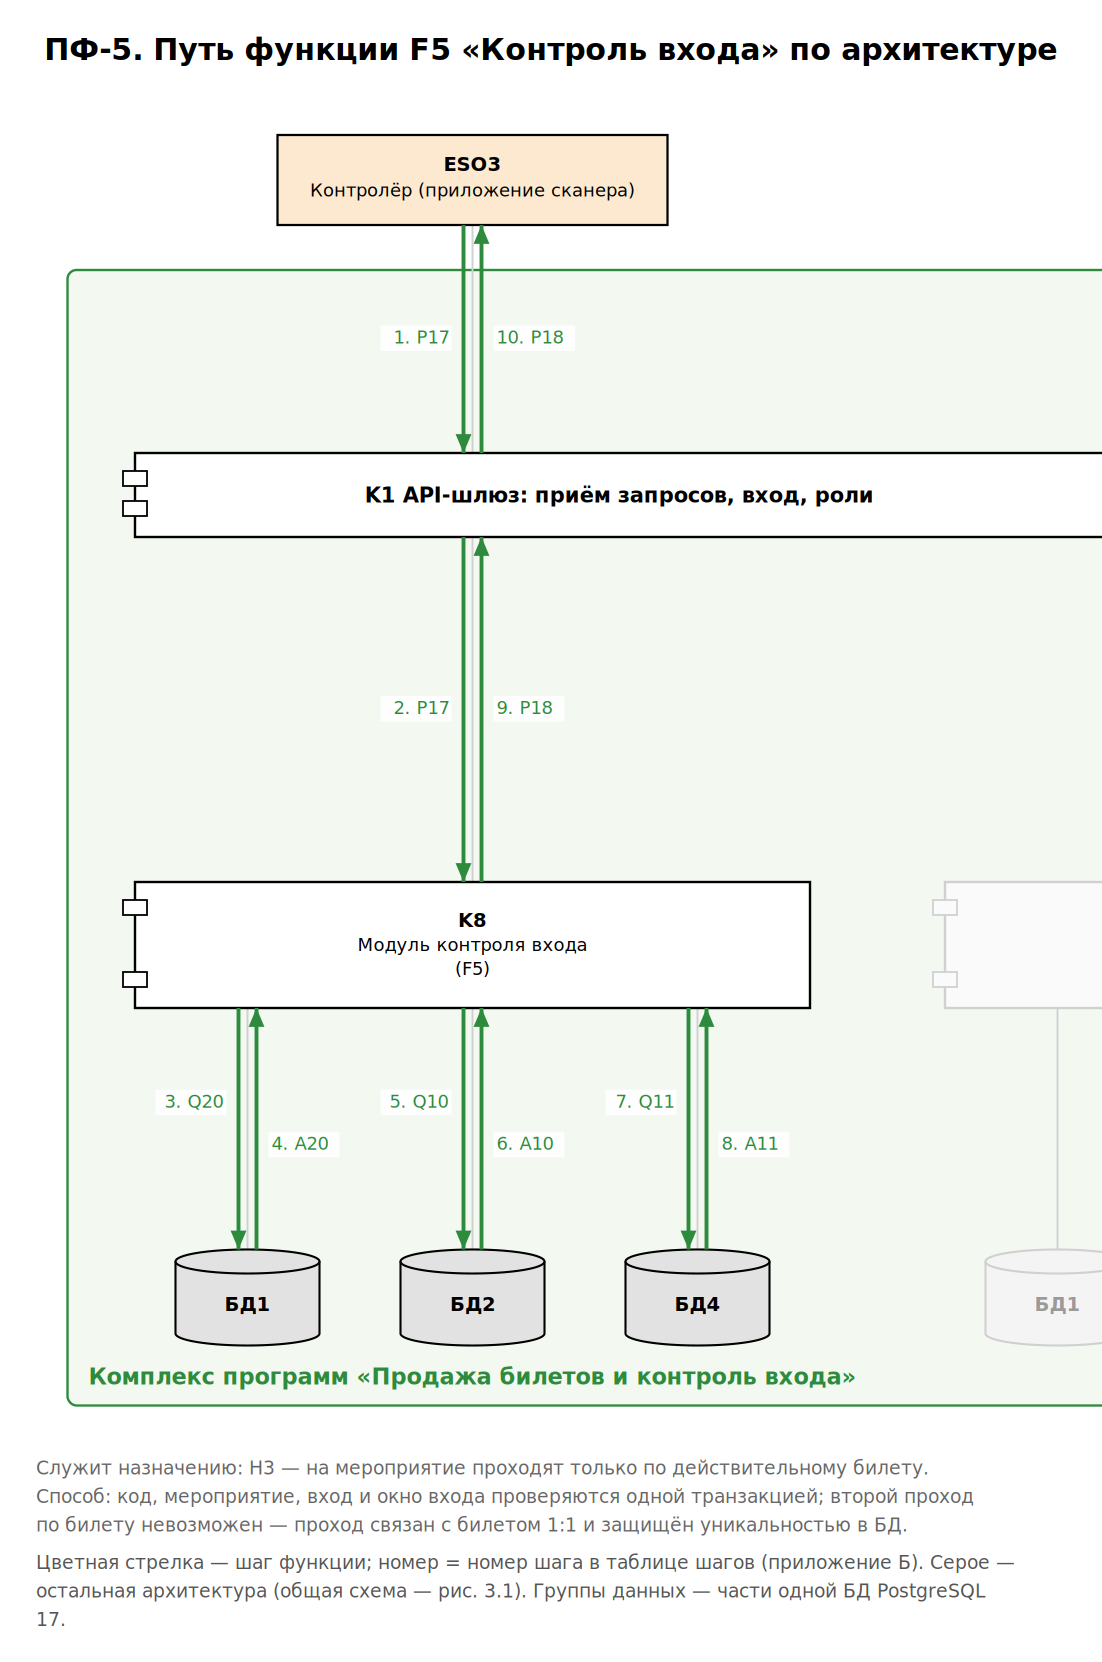 ПФ-5. Путь функции F5 «Контроль входа» по архитектуре
ESO3
Контролёр (приложение сканера)
1. P17
10. P18
K1 API-шлюз: приём запросов, вход, роли
2. P17
9. P18
K8
Модуль контроля входа
(F5)
3. Q20
4. A20
5. Q10
6. A10
7. Q11
8. A11
БД1
БД2
БД4
БД1
Комплекс программ «Продажа билетов и контроль входа»
Служит назначению: Н3 — на мероприятие проходят только по действительному билету.
Способ: код, мероприятие, вход и окно входа проверяются одной транзакцией; второй проход
по билету невозможен — проход связан с билетом 1:1 и защищён уникальностью в БД.
Цветная стрелка — шаг функции; номер = номер шага в таблице шагов (приложение Б). Серое —
остальная архитектура (общая схема — рис. 3.1). Группы данных — части одной БД PostgreSQL
17.